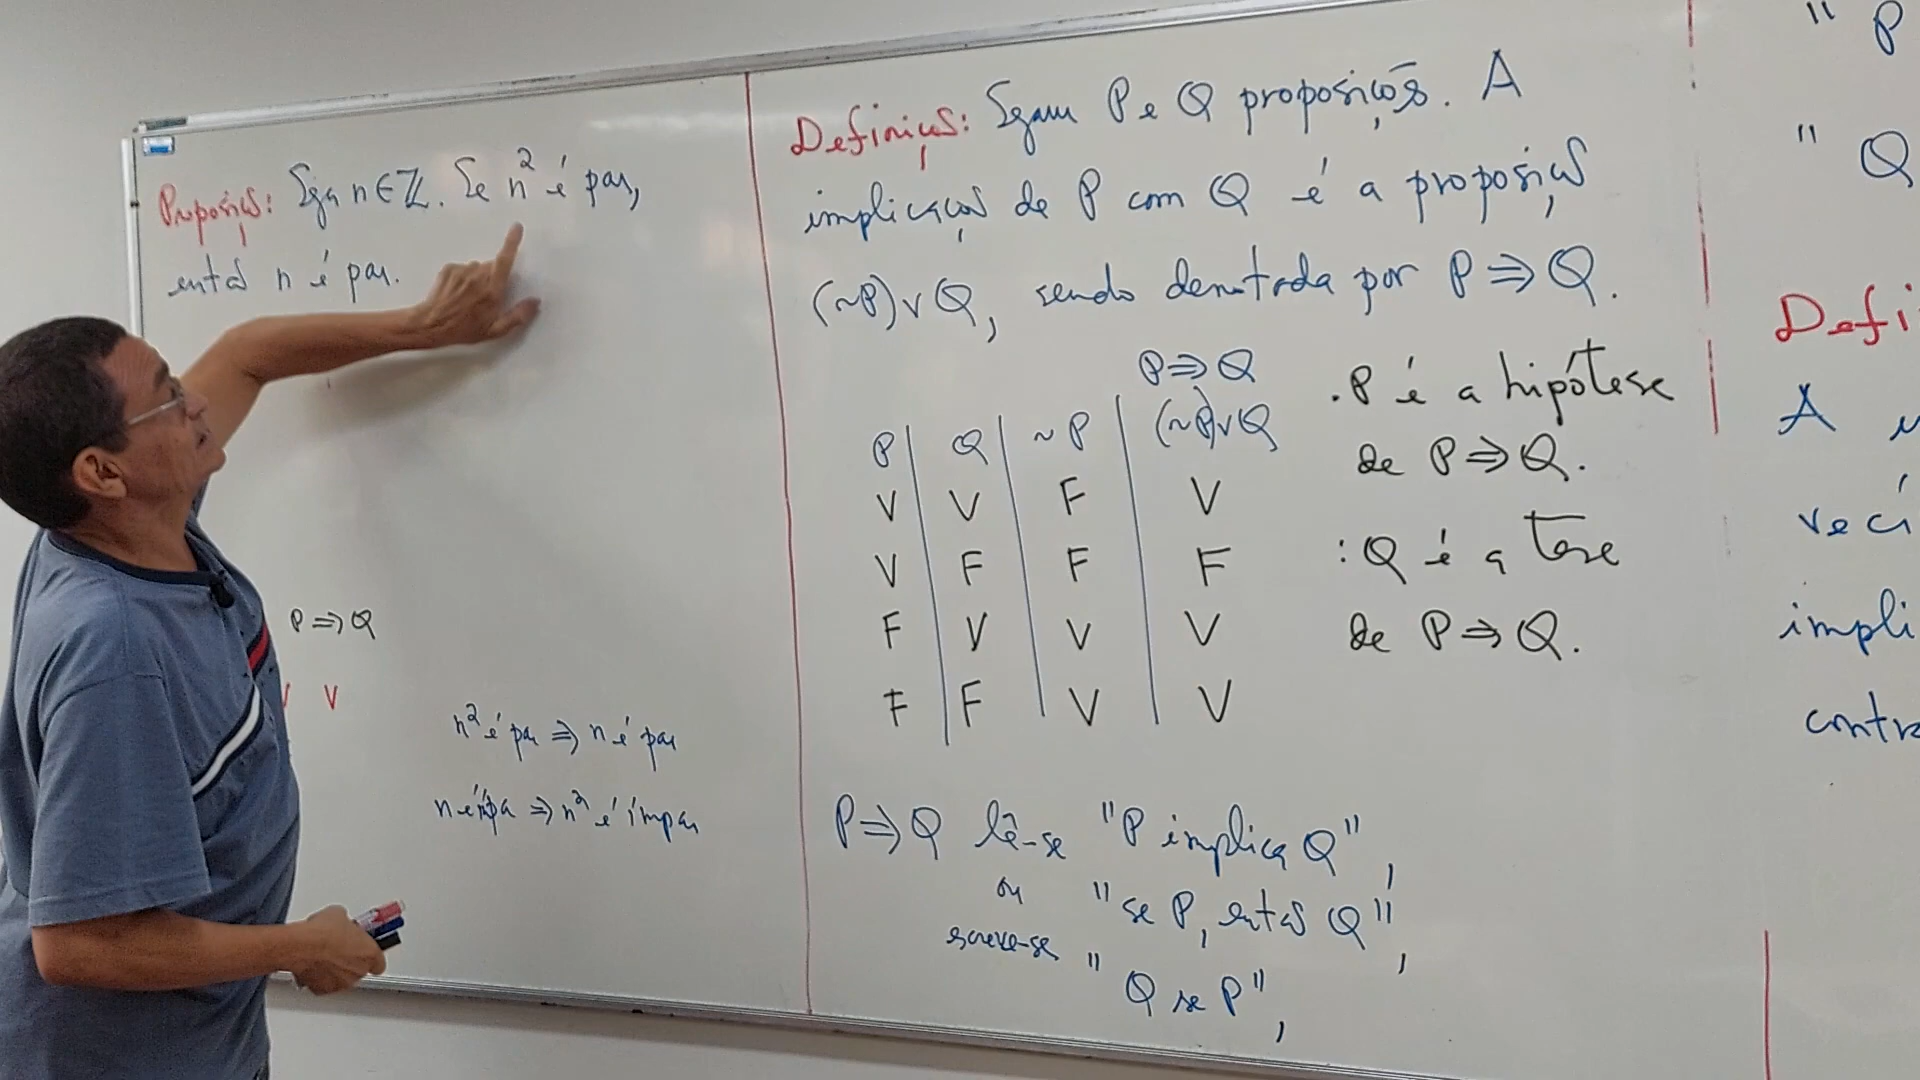 Proposição: Seja n∈ℤ. Se n² é par,
então n é par.
P⇒Q
V
n² é par ⇒ n é par
n é ímpar ⇒ n² é ímpar
Definição: Sejam P e Q proposições. A
implicação de P com Q é a proposição
(~P)∨Q, sendo denotada por P⇒Q.
P⇒Q
P | Q | ~P | (~P)∨Q
V | V | F | V
V | F | F | F
F | V | V | V
F | F | V | V
. P é a hipótese
de P⇒Q.
: Q é a tese
de P⇒Q.
P⇒Q lê-se "P implica Q",
ou
escreve-se
"se P, então Q",
"Q se P",
" P
" Q
Defi
A
impli
contr